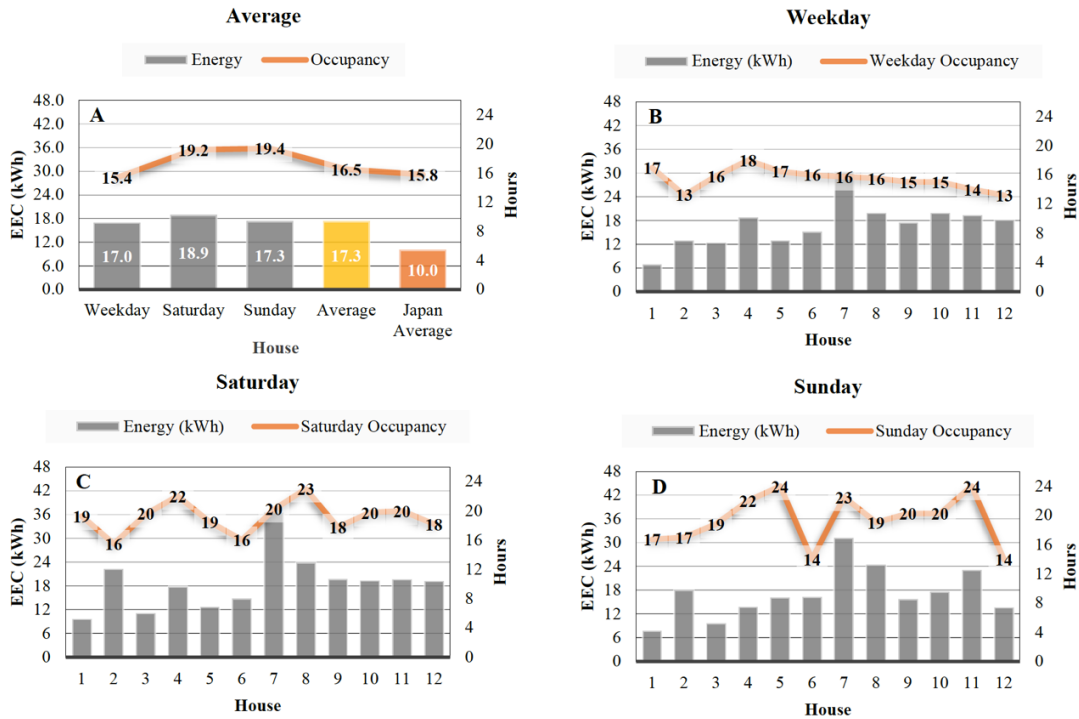 Average
Energy Occupancy
A
48.0
42.0
36.0
30.0
24.0
18.0
12.0
6.0
0.0
EEC (kWh)
24
20
16
12
8
4
0
Hours
15.4 19.2 19.4 16.5 15.8
17.0 18.9 17.3 17.3 10.0
Weekday Saturday Sunday Average Japan Average
House
Weekday
Energy (kWh) Weekday Occupancy
B
48
42
36
30
24
18
12
6
0
EEC (kWh)
24
20
16
12
8
4
0
Hours
17 13 16 18 17 16 16 16 15 15 14 13
1 2 3 4 5 6 7 8 9 10 11 12
House
Saturday
Energy (kWh) Saturday Occupancy
C
48
42
36
30
24
18
12
6
0
EEC (kWh)
24
20
16
12
8
4
0
Hours
19 16 20 22 19 16 20 23 18 20 20 18
1 2 3 4 5 6 7 8 9 10 11 12
House
Sunday
Energy (kWh) Sunday Occupancy
D
48
42
36
30
24
18
12
6
0
EEC (kWh)
24
20
16
12
8
4
0
Hours
17 17 19 22 24 14 23 19 20 20 24 14
1 2 3 4 5 6 7 8 9 10 11 12
House